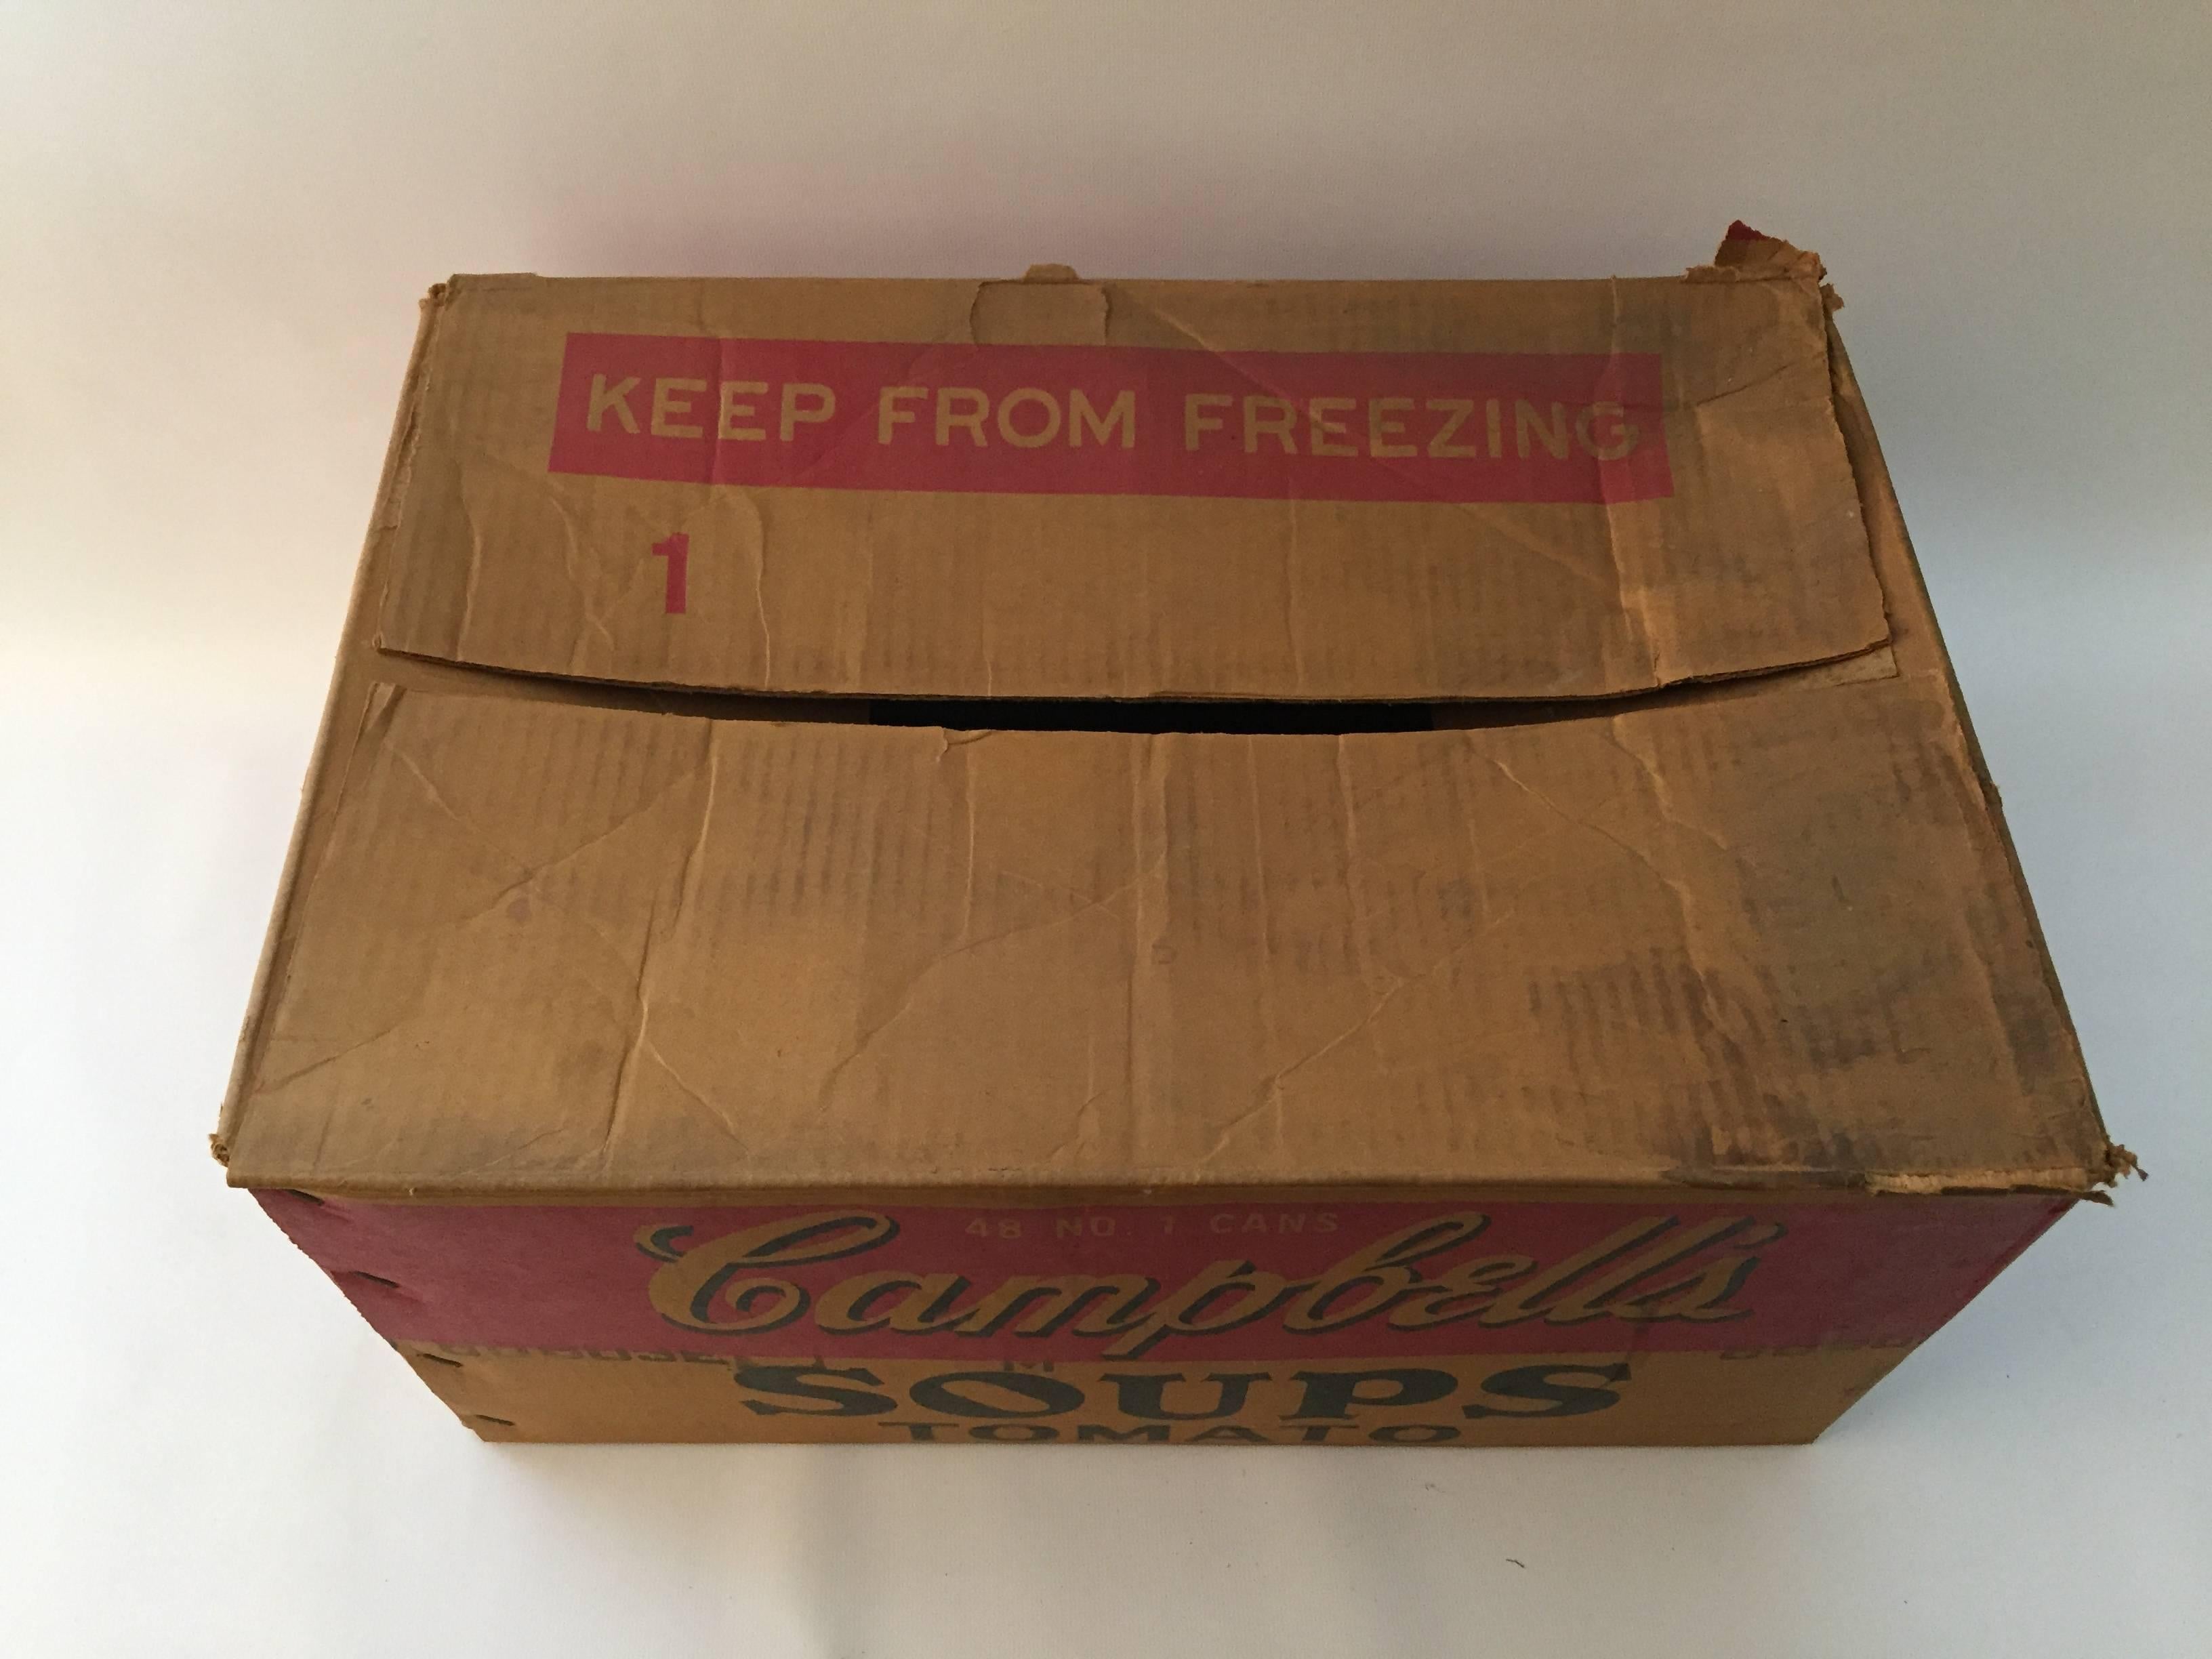 KEEP FROM FREEZING
1
48 NO. 1 CANS
Campbell's
M
SOUPS
TOMATO